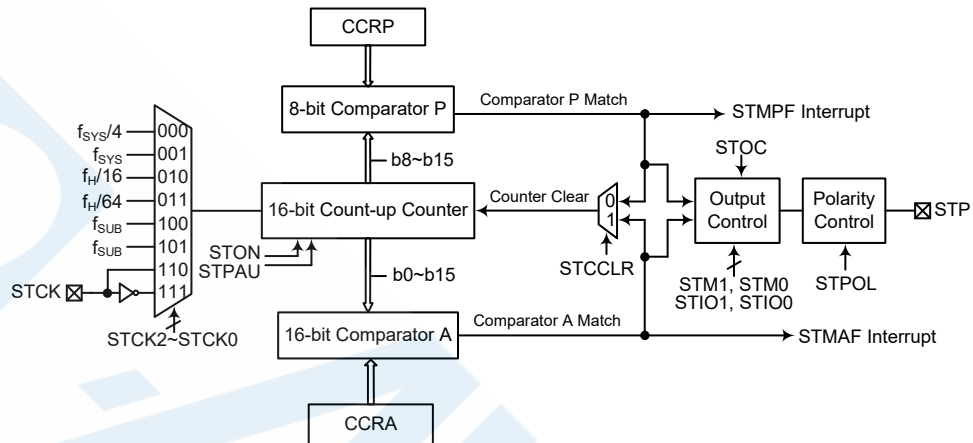 CCRP
8-bit Comparator P
Comparator P Match
STMPF Interrupt
b8~b15
fSYS/4
000
fSYS
001
fH/16
010
fH/64
011
fSUB
100
fSUB
101
110
111
STCK
STCK2~STCK0
16-bit Count-up Counter
STON
STPAU
Counter Clear
0
1
STCCLR
STOC
Output
Control
STM1, STM0
STIO1, STIO0
Polarity
Control
STPOL
STP
b0~b15
16-bit Comparator A
Comparator A Match
STMAF Interrupt
CCRA